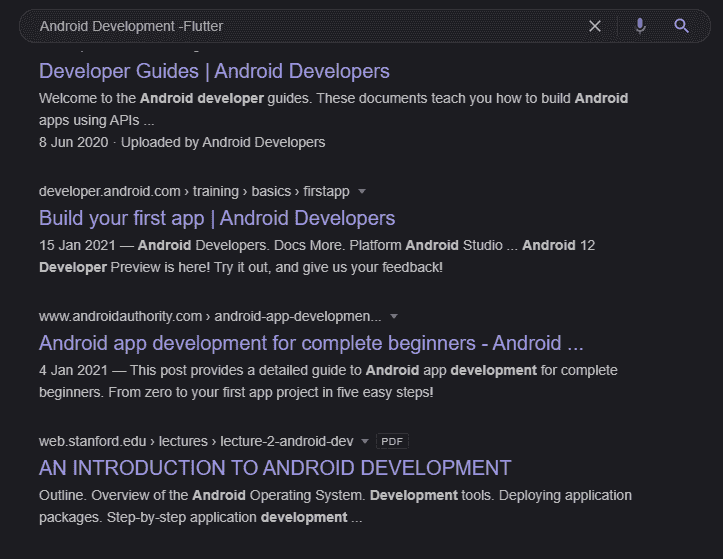 Android Development -Flutter
Developer Guides | Android Developers
Welcome to the Android developer guides. These documents teach you how to build Android
apps using APIs ...
8 Jun 2020 · Uploaded by Android Developers
developer.android.com › training › basics › firstapp
Build your first app | Android Developers
15 Jan 2021 — Android Developers. Docs More. Platform Android Studio ... Android 12
Developer Preview is here! Try it out, and give us your feedback!
www.androidauthority.com › android-app-developmen...
Android app development for complete beginners - Android ...
4 Jan 2021 — This post provides a detailed guide to Android app development for complete
beginners. From zero to your first app project in five easy steps!
web.stanford.edu › lectures › lecture-2-android-dev PDF
AN INTRODUCTION TO ANDROID DEVELOPMENT
Outline. Overview of the Android Operating System. Development tools. Deploying application
packages. Step-by-step application development ...